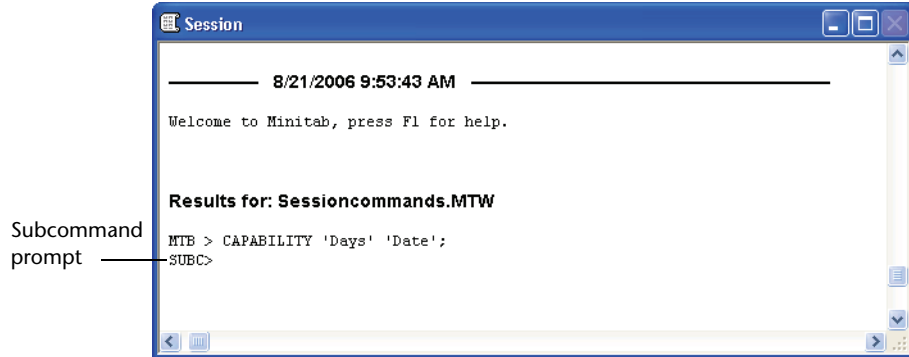 Session
8/21/2006 9:53:43 AM
Welcome to Minitab, press F1 for help.
Results for: Sessioncommands.MTW
MTB > CAPABILITY 'Days' 'Date';
SUBC>
Subcommand
prompt